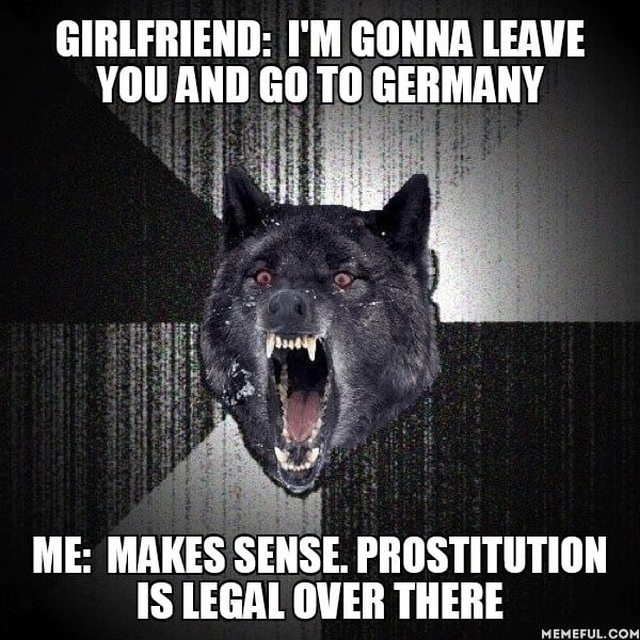 GIRLFRIEND: I'M GONNA LEAVE
YOU AND GO TO GERMANY
ME: MAKES SENSE. PROSTITUTION
IS LEGAL OVER THERE
MEMEFUL.COM